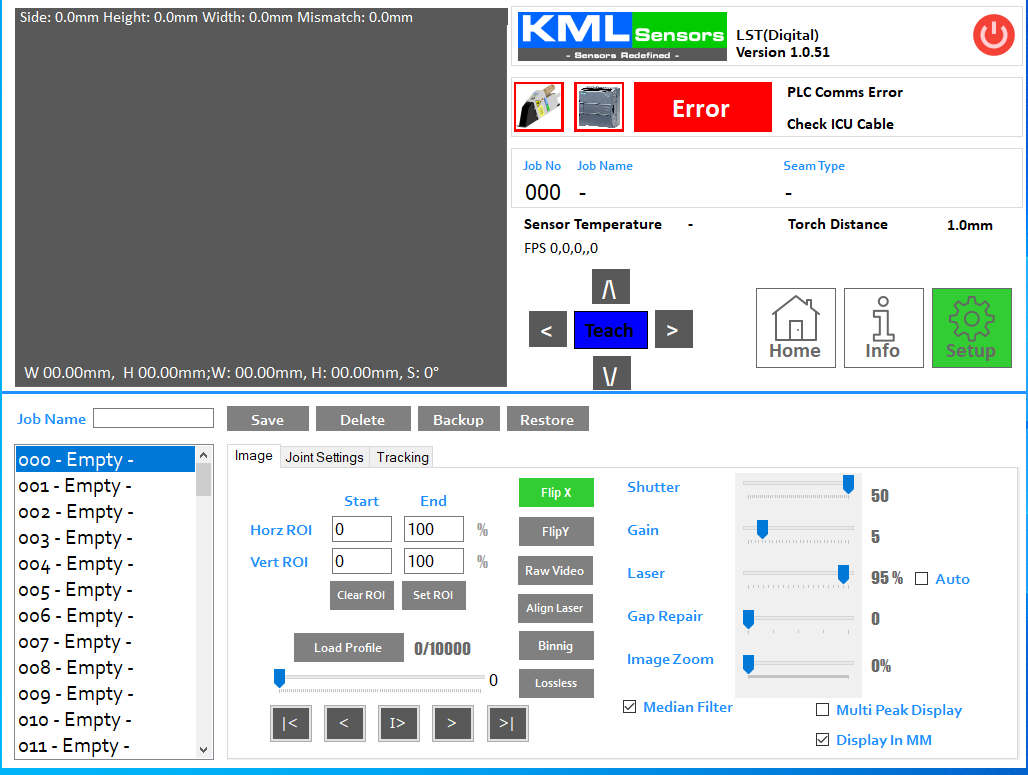 Side: 0.0mm Height: 0.0mm Width: 0.0mm Mismatch: 0.0mm
KML Sensors
- Sensors Redefined -
LST(Digital)
Version 1.0.51
Error
PLC Comms Error
Check ICU Cable
Job No Job Name Seam Type
000 - -
Sensor Temperature - Torch Distance 1.0mm
FPS 0,0,0,,0
/\
< Teach >
\/
Home Info Setup
W 00.00mm, H 00.00mm;W: 00.00mm, H: 00.00mm, S: 0°
Job Name Save Delete Backup Restore
000 - Empty -
001 - Empty -
002 - Empty -
003 - Empty -
004 - Empty -
005 - Empty -
006 - Empty -
007 - Empty -
008 - Empty -
009 - Empty -
010 - Empty -
011 - Empty -
Image Joint Settings Tracking
Start End
Horz ROI 0 100 %
Vert ROI 0 100 %
Clear ROI Set ROI
Load Profile 0/10000
0
|< < I> > >|
Flip X
FlipY
Raw Video
Align Laser
Binnig
Lossless
Shutter 50
Gain 5
Laser 95 % Auto
Gap Repair 0
Image Zoom 0%
Median Filter Multi Peak Display
Display In MM